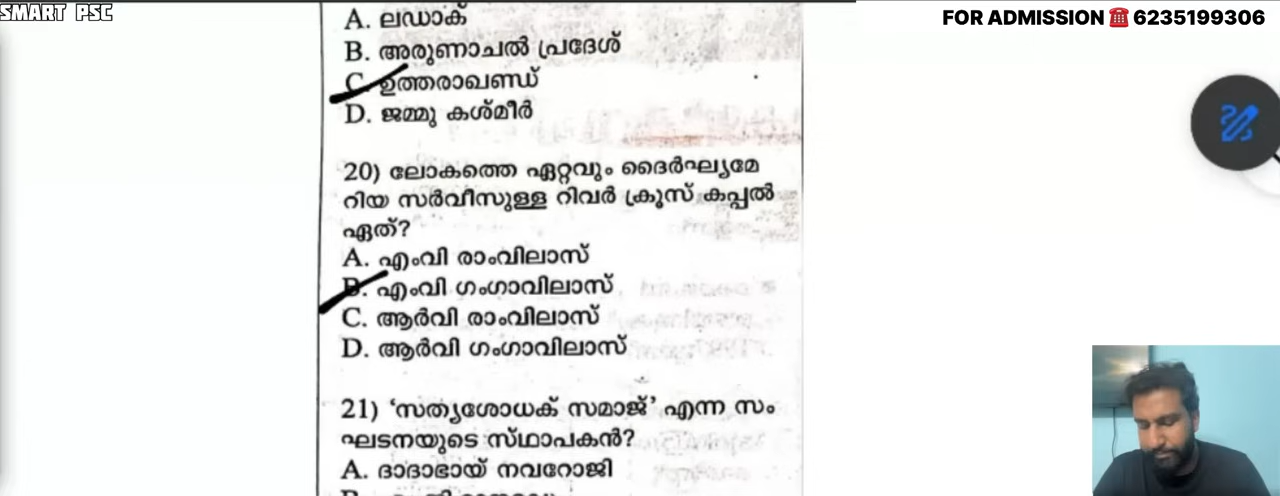 SMART PSC
FOR ADMISSION ☎️ 6235199306
A. ലഡാക്
B. അരുണാചൽ പ്രദേശ്
C. ഉത്തരാഖണ്ഡ്
D. ജമ്മു കശ്മീർ
20) ലോകത്തെ ഏറ്റവും ദൈർഘ്യമേ
റിയ സർവീസുള്ള റിവർ ക്രൂസ് കപ്പൽ
ഏത്?
A. എംവി രാംവിലാസ്
B. എംവി ഗംഗാവിലാസ്
C. ആർവി രാംവിലാസ്
D. ആർവി ഗംഗാവിലാസ്
21) ‘സത്യശോധക് സമാജ്’ എന്ന സം
ഘടനയുടെ സ്ഥാപകൻ?
A. ദാദാഭായ് നവറോജി